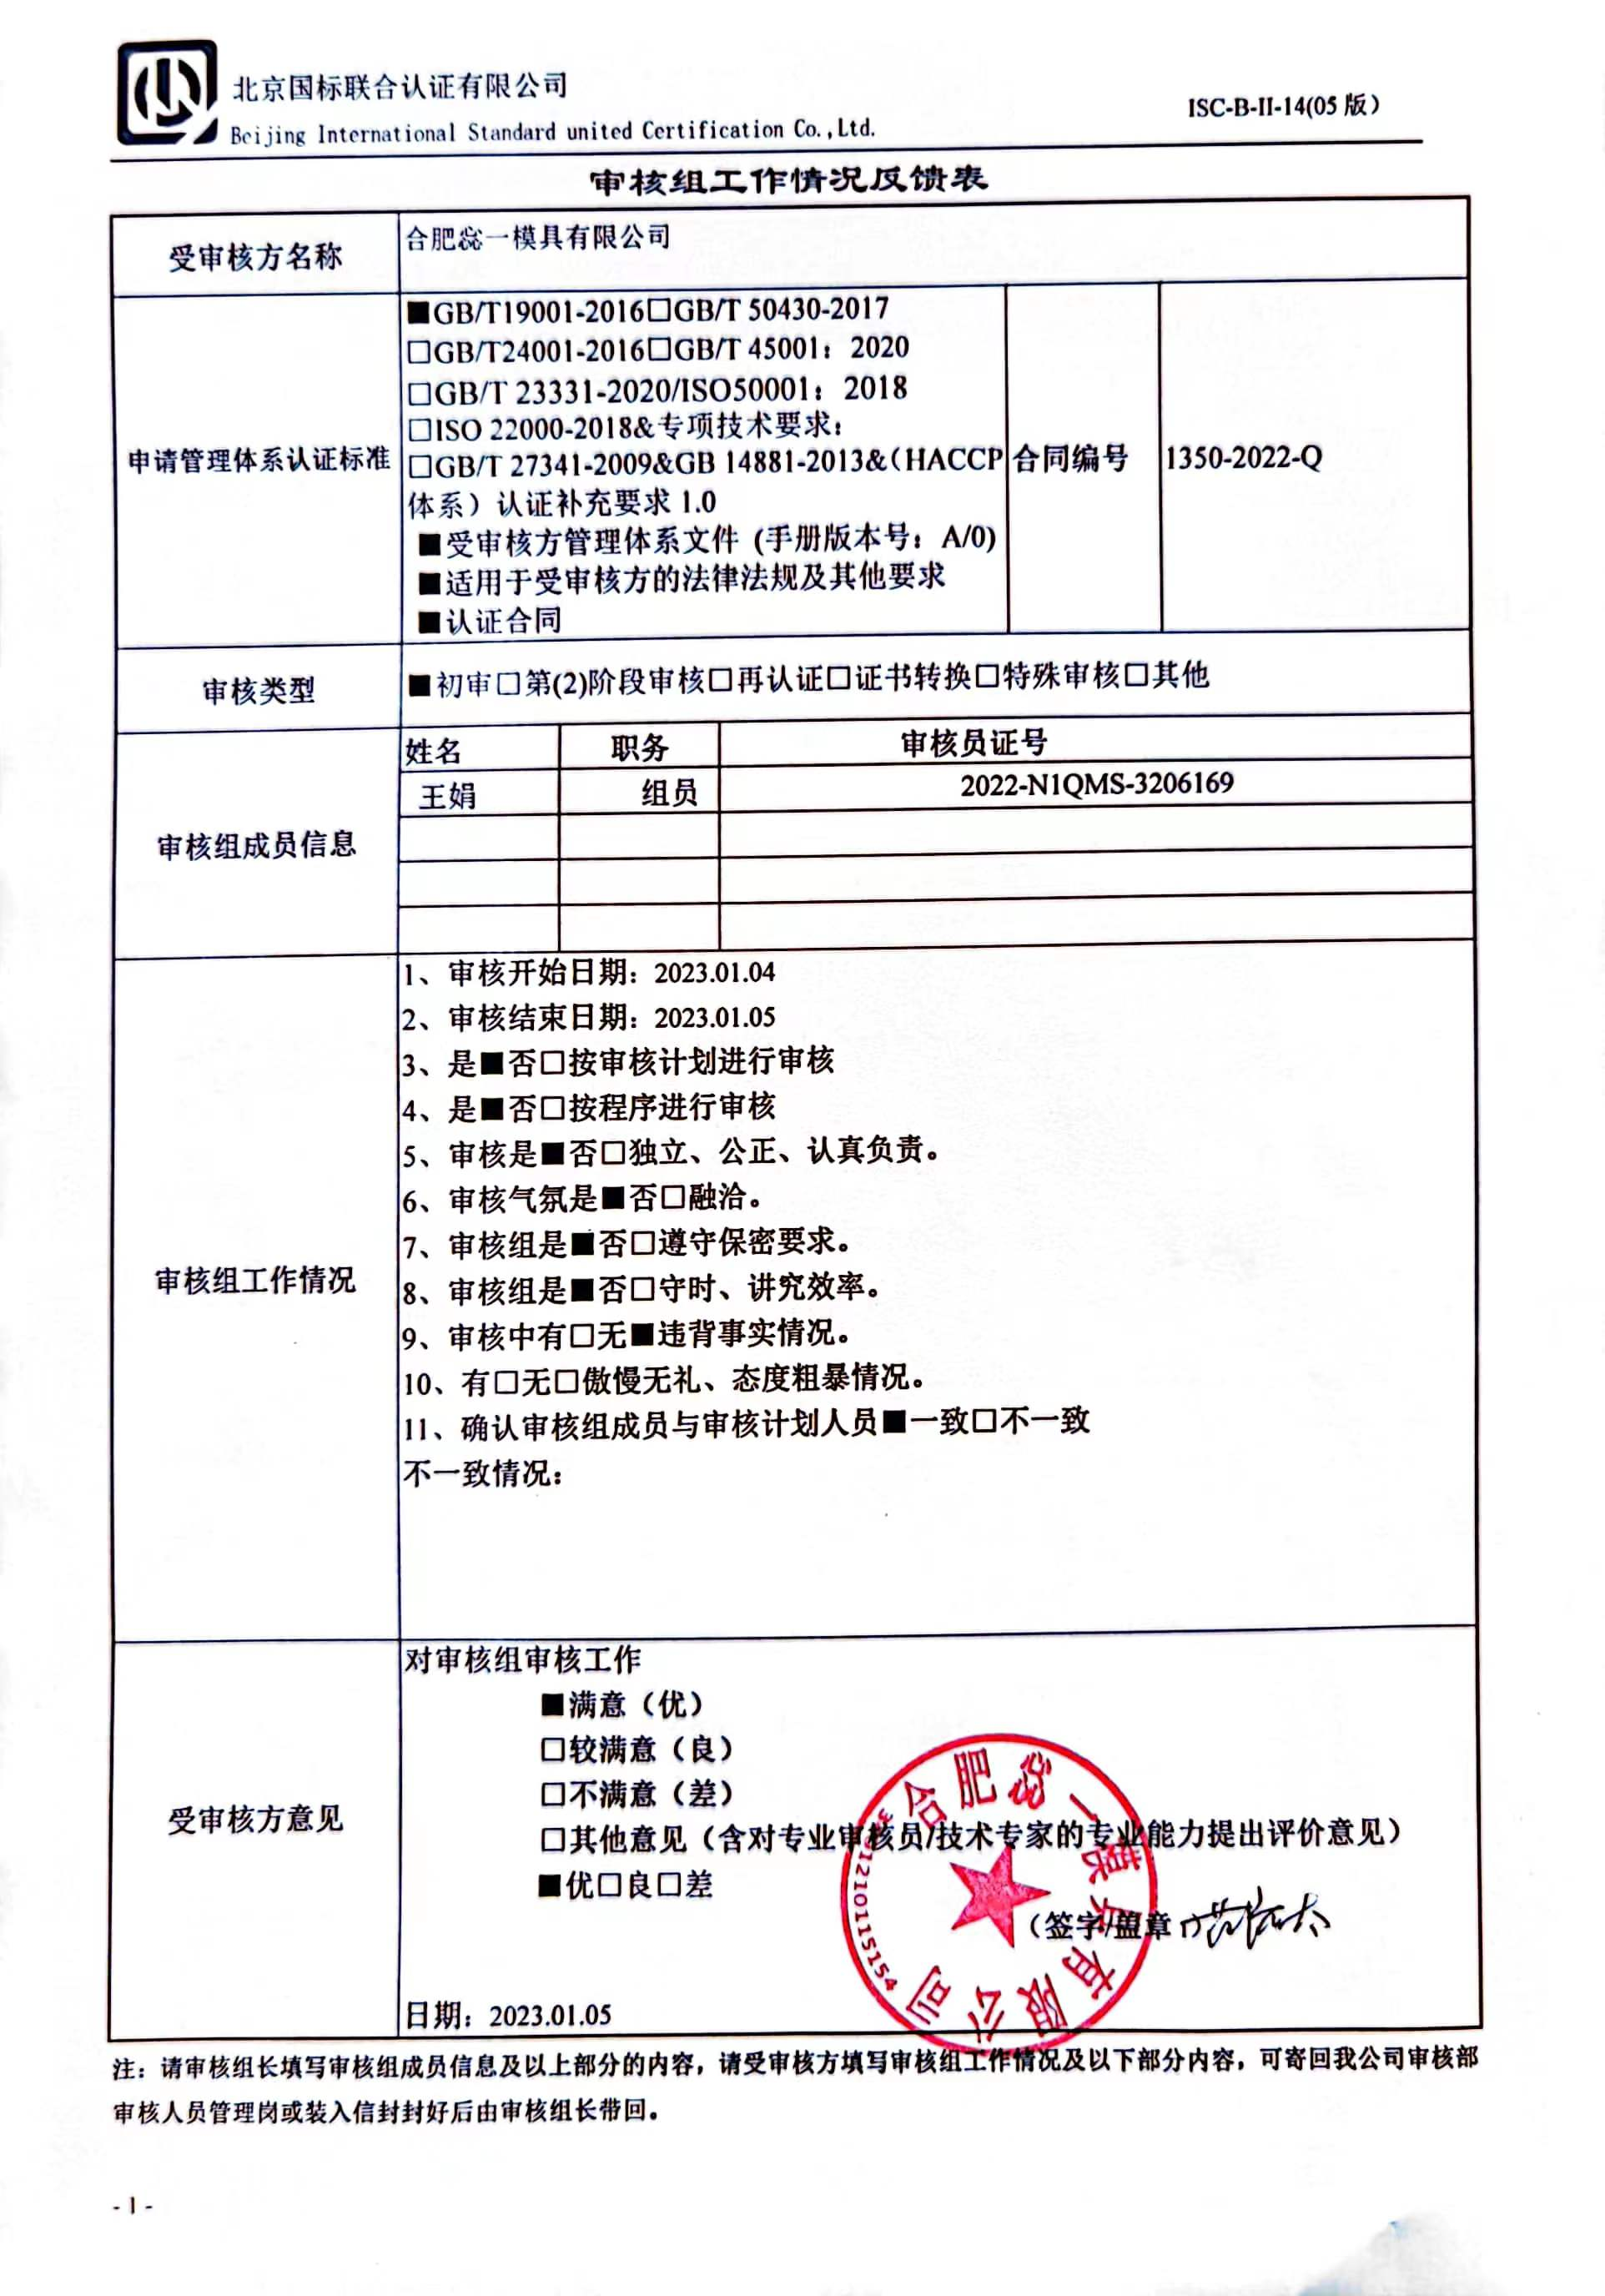 北京国标联合认证有限公司
Beijing International Standard united Certification Co.,Ltd.
ISC-B-II-14(05 版)
审核组工作情况反馈表
受审核方名称
合肥惢一模具有限公司
申请管理体系认证标准
■GB/T19001-2016□GB/T 50430-2017
□GB/T24001-2016□GB/T 45001：2020
□GB/T 23331-2020/ISO50001：2018
□ISO 22000-2018&专项技术要求:
□GB/T 27341-2009&GB 14881-2013&（HACCP
体系）认证补充要求 1.0
■受审核方管理体系文件 (手册版本号：A/0)
■适用于受审核方的法律法规及其他要求
■认证合同
合同编号
1350-2022-Q
审核类型
■初审□第(2)阶段审核□再认证□证书转换□特殊审核□其他
审核组成员信息
姓名 职务 审核员证号
王娟 组员 2022-N1QMS-3206169
审核组工作情况
1、审核开始日期：2023.01.04
2、审核结束日期：2023.01.05
3、是■否□按审核计划进行审核
4、是■否□按程序进行审核
5、审核是■否□独立、公正、认真负责。
6、审核气氛是■否□融洽。
7、审核组是■否□遵守保密要求。
8、审核组是■否□守时、讲究效率。
9、审核中有□无■违背事实情况。
10、有□无□傲慢无礼、态度粗暴情况。
11、确认审核组成员与审核计划人员■一致□不一致
不一致情况:
受审核方意见
对审核组审核工作
■满意（优）
□较满意（良）
□不满意（差）
□其他意见（含对专业审核员/技术专家的专业能力提出评价意见）
■优□良□差
（签字/盖章
合肥惢一模具有限公司
日期：2023.01.05
注：请审核组长填写审核组成员信息及以上部分的内容，请受审核方填写审核组工作情况及以下部分内容，可寄回我公司审核部
审核人员管理岗或装入信封封好后由审核组长带回。
- 1 -